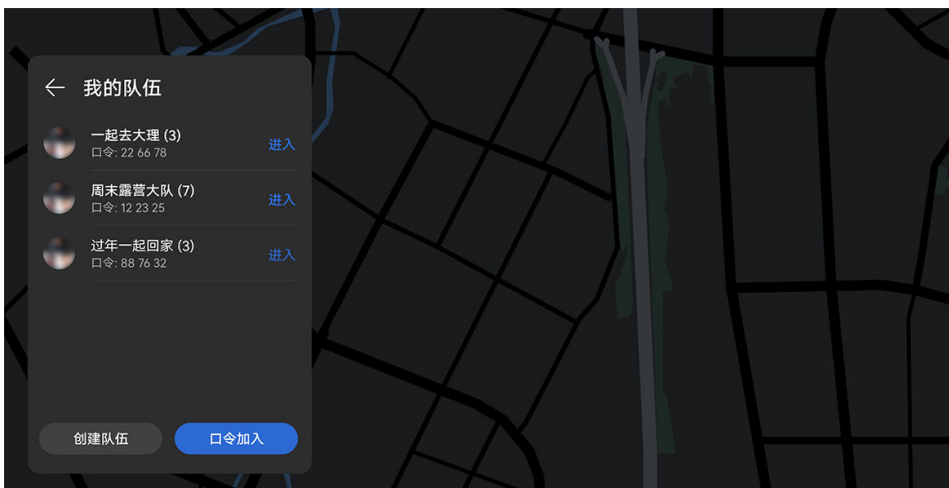 我的队伍
一起去大理 (3)
口令: 22 66 78
进入
周末露营大队 (7)
口令: 12 23 25
进入
过年一起回家 (3)
口令: 88 76 32
进入
创建队伍
口令加入